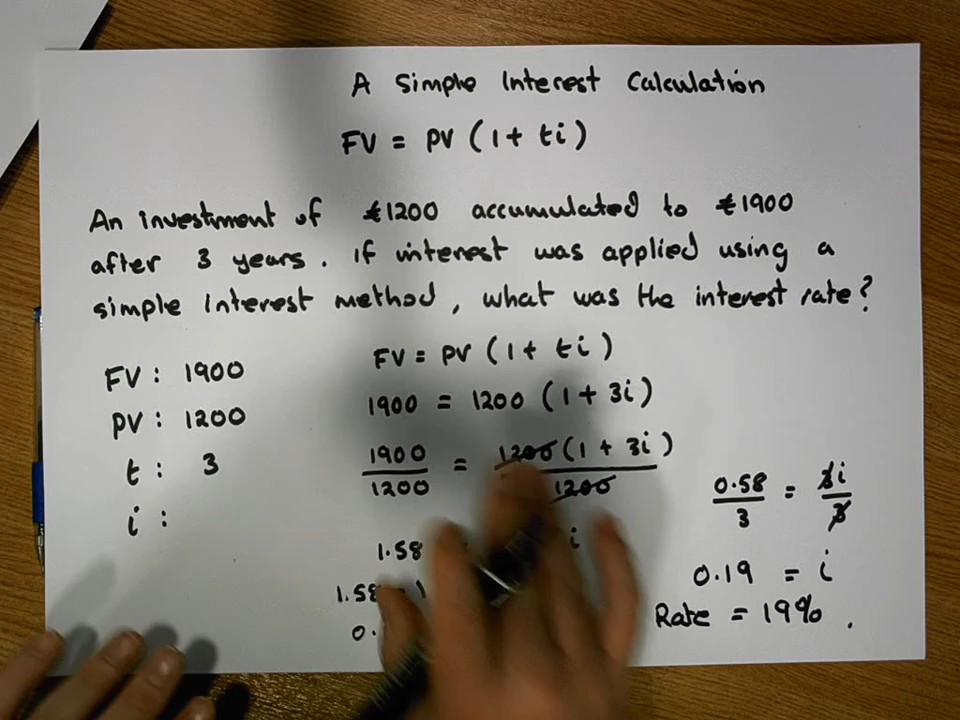 A Simple Interest Calculation
FV = PV (1 + ti)
An investment of €1200 accumulated to €1900
after 3 years. If interest was applied using a
simple interest method, what was the interest rate?
FV : 1900
PV : 1200
t : 3
i :
FV = PV (1 + ti)
1900 = 1200 (1 + 3i)
1900/1200 = 1200(1 + 3i)/1200
1.58 i
1.58
0.
0.58/3 = 3i/3
0.19 = i
Rate = 19%.